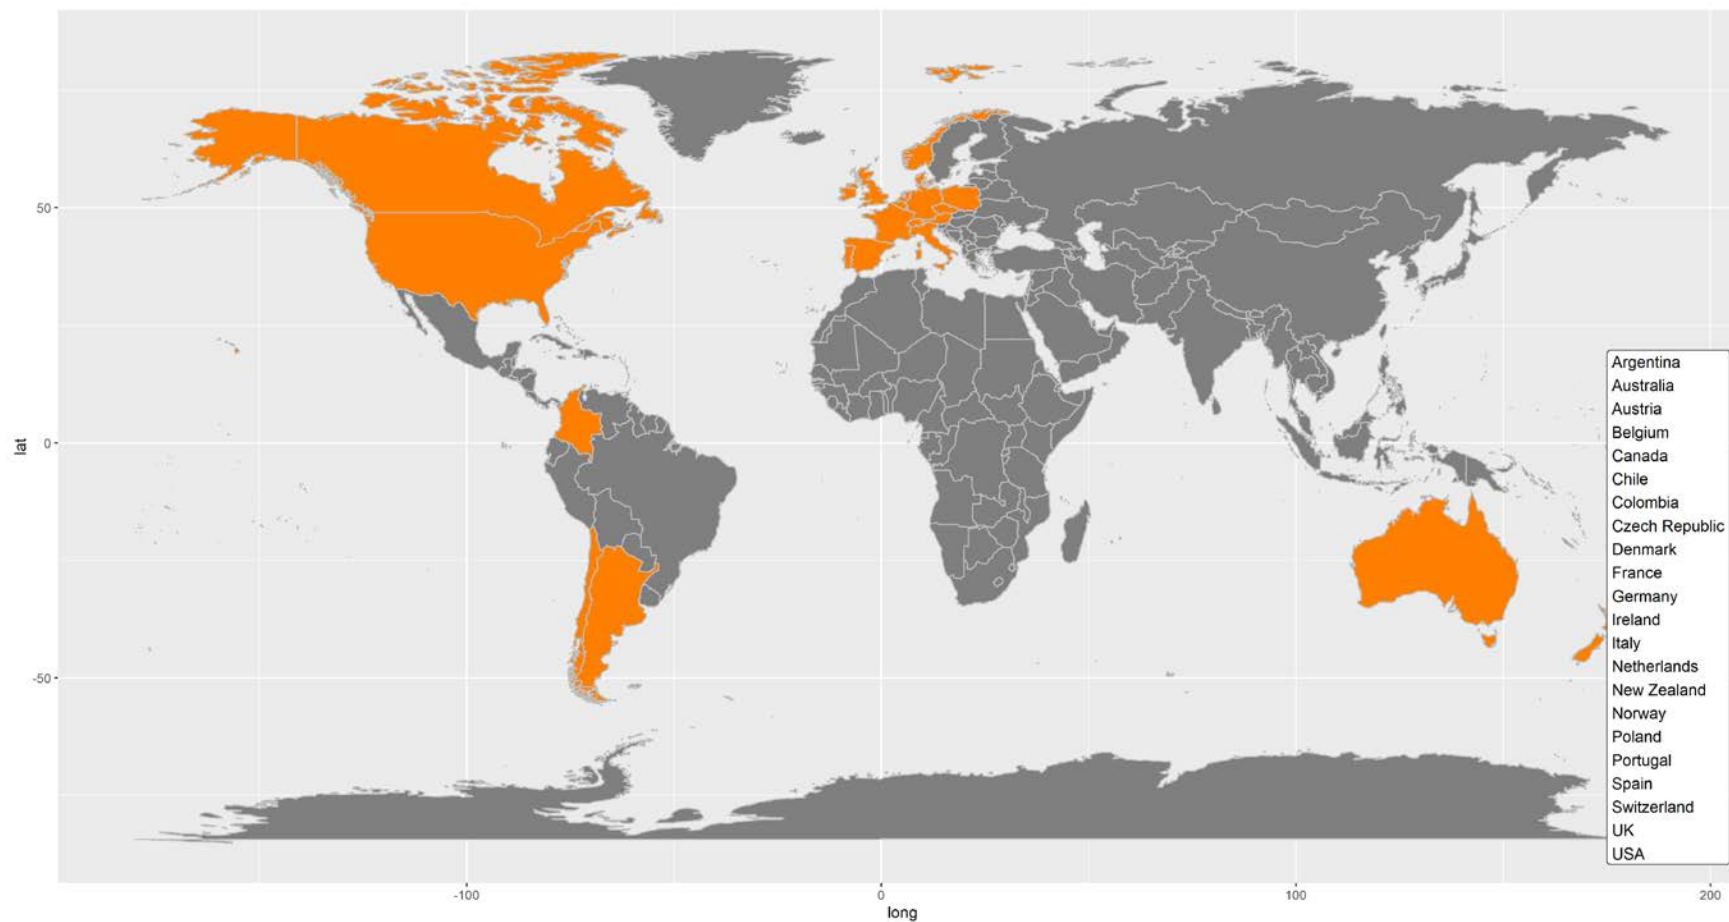 lat
50
0
-50
-100
0
100
200
long
Argentina
Australia
Austria
Belgium
Canada
Chile
Colombia
Czech Republic
Denmark
France
Germany
Ireland
Italy
Netherlands
New Zealand
Norway
Poland
Portugal
Spain
Switzerland
UK
USA